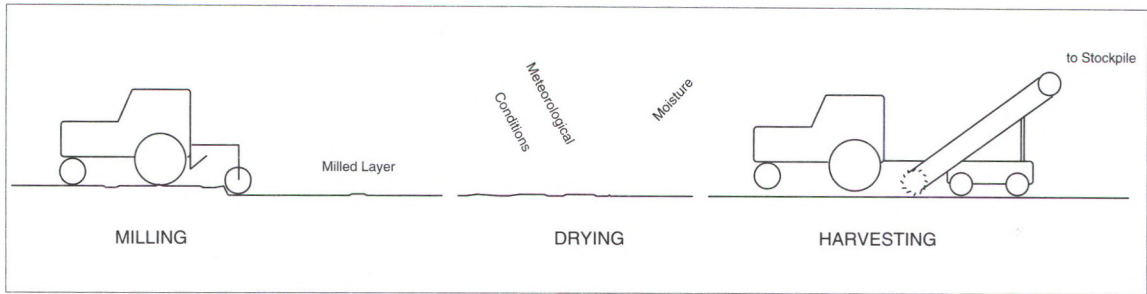 to Stockpile
Meteorological
Conditions
Moisture
Milled Layer
MILLING
DRYING
HARVESTING